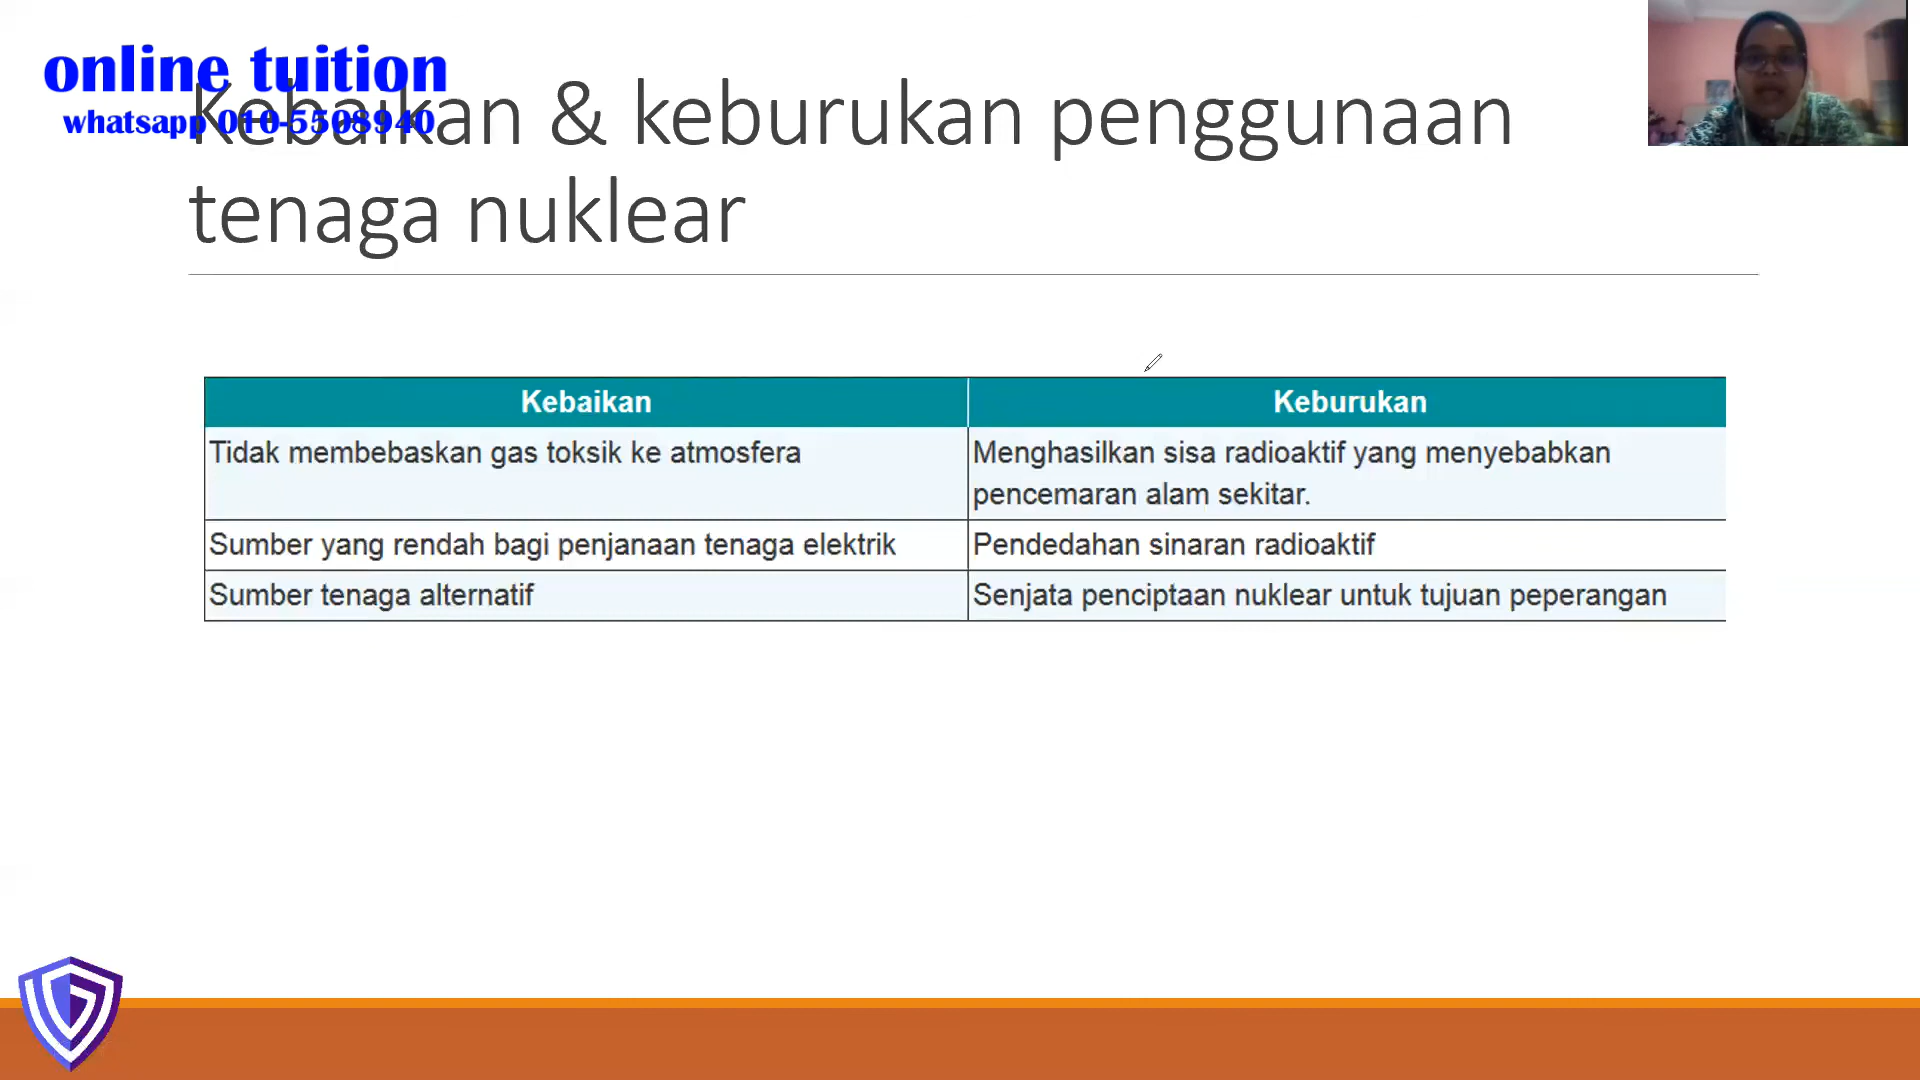 online tuition
whatsapp 010-5508940
Kebaikan & keburukan penggunaan
tenaga nuklear
Kebaikan
Keburukan
Tidak membebaskan gas toksik ke atmosfera
Menghasilkan sisa radioaktif yang menyebabkan
pencemaran alam sekitar.
Sumber yang rendah bagi penjanaan tenaga elektrik
Pendedahan sinaran radioaktif
Sumber tenaga alternatif
Senjata penciptaan nuklear untuk tujuan peperangan